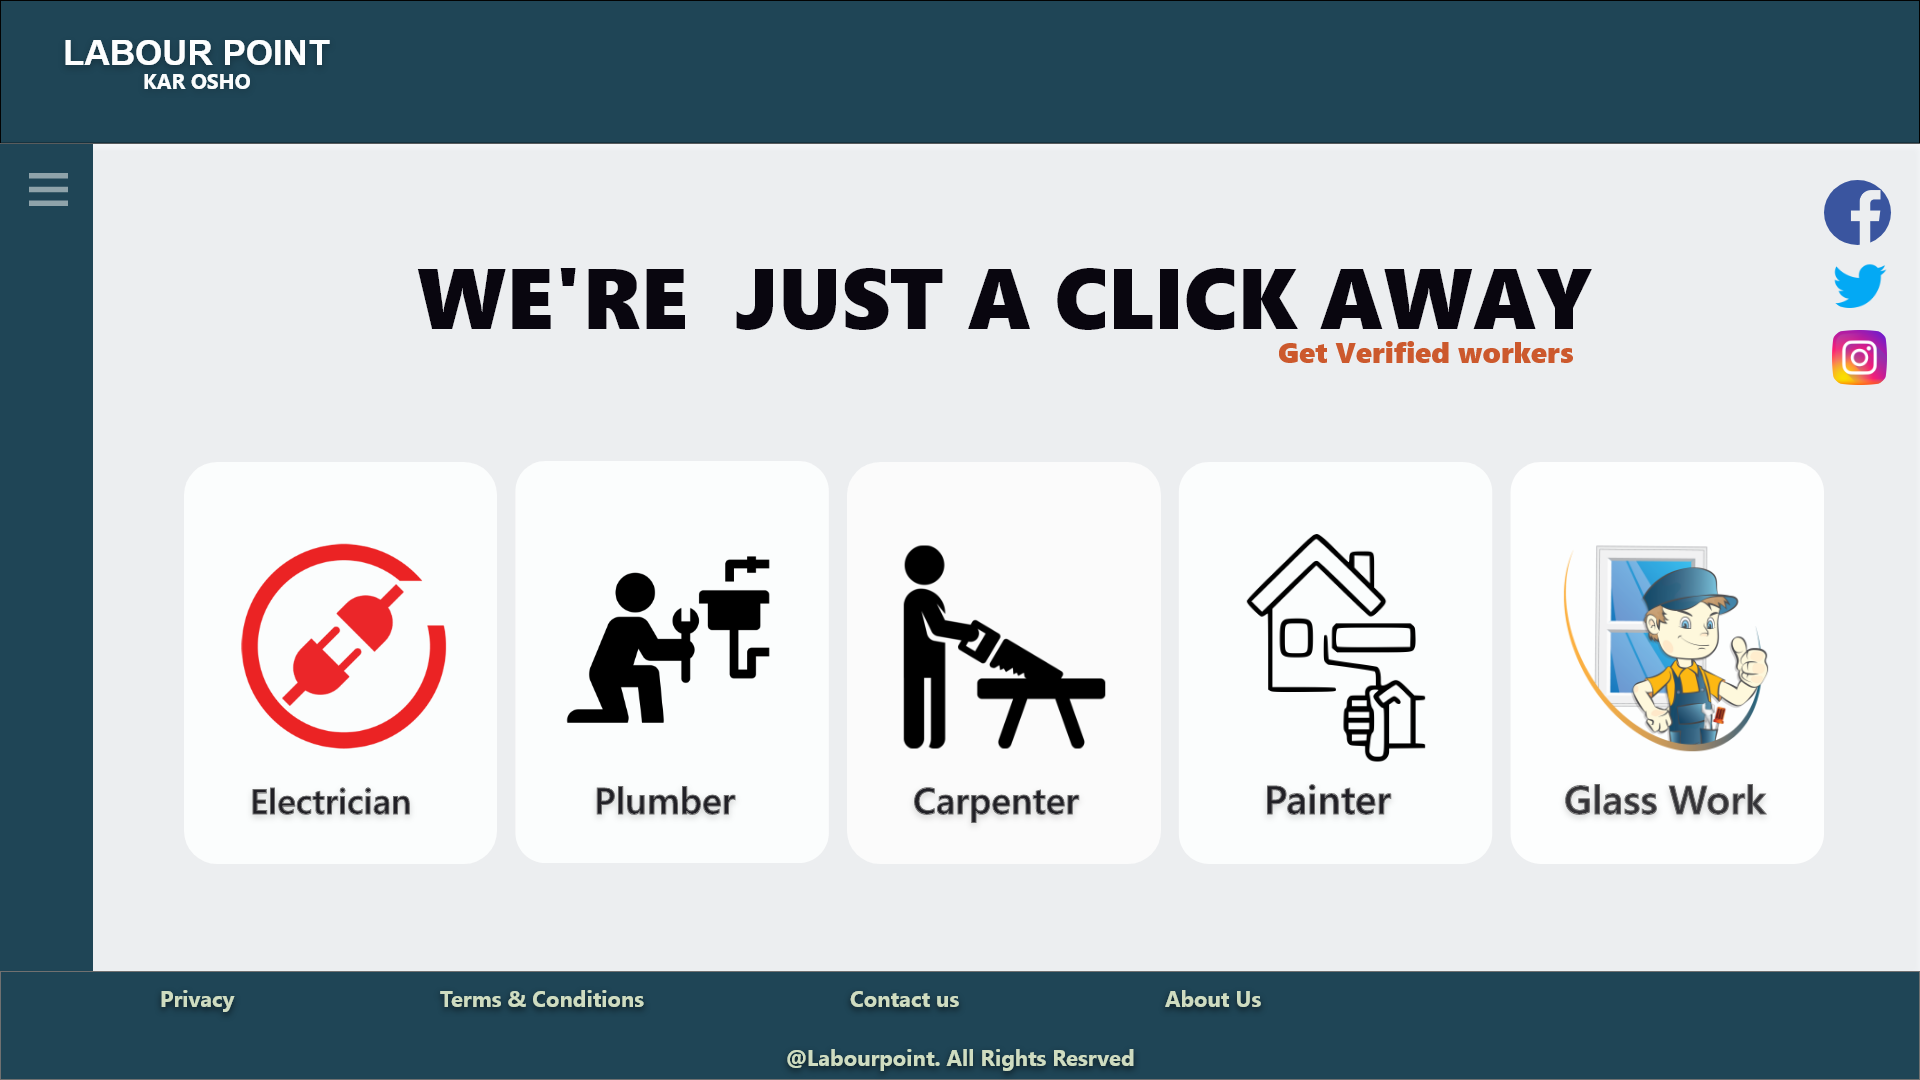 LABOUR POINT
KAR OSHO
WE'RE JUST A CLICK AWAY
Get Verified workers
Electrician
Plumber
Carpenter
Painter
Glass Work
Privacy
Terms & Conditions
Contact us
About Us
@Labourpoint. All Rights Resrved